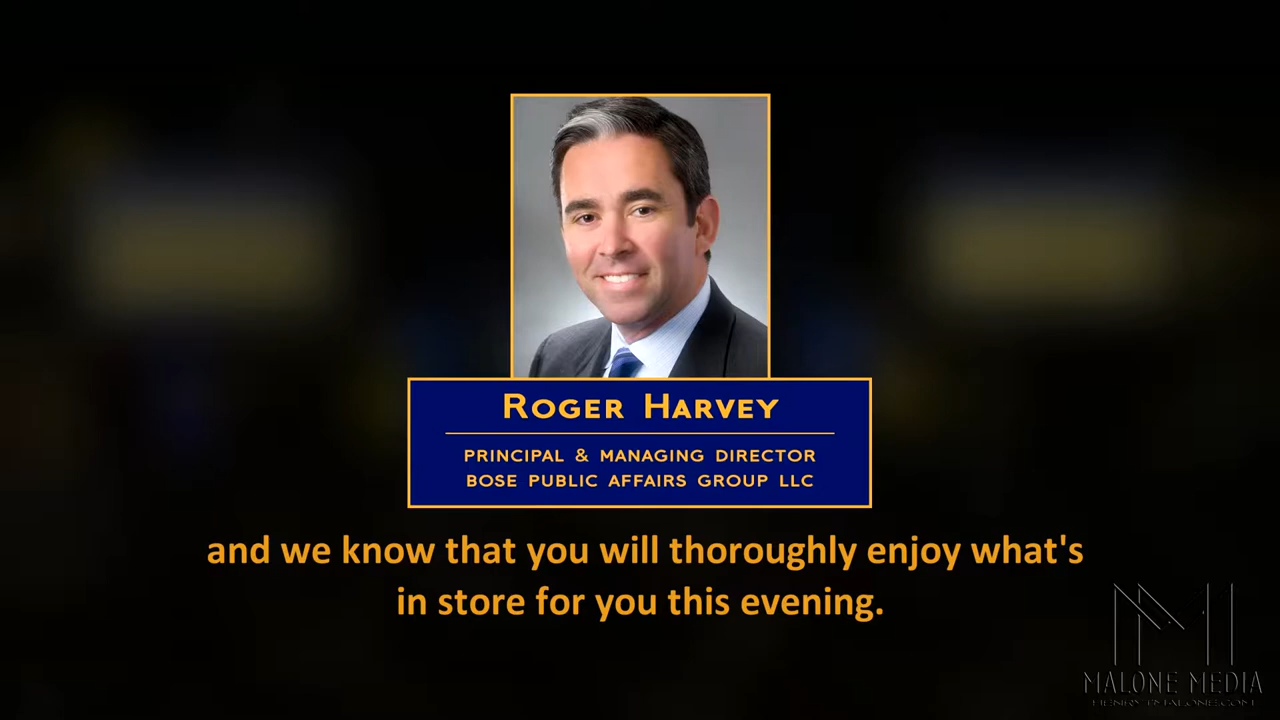 Roger Harvey
PRINCIPAL & MANAGING DIRECTOR
BOSE PUBLIC AFFAIRS GROUP LLC
and we know that you will thoroughly enjoy what's
in store for you this evening.
MALONE MEDIA